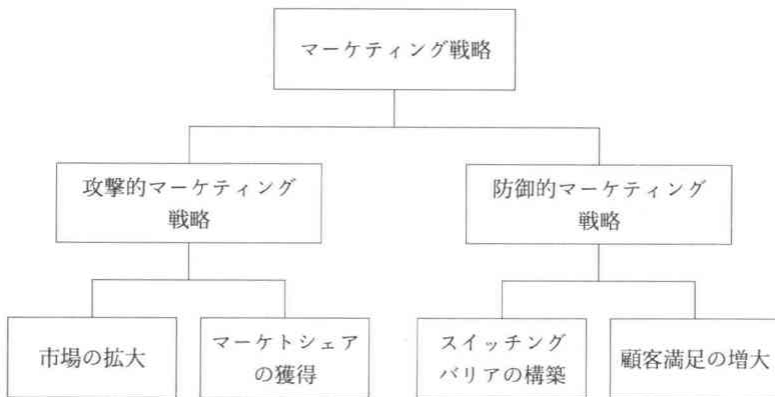 マーケティング戦略
攻撃的マーケティング
戦略
防御的マーケティング
戦略
市場の拡大
マーケットシェア
の獲得
スイッチング
バリアの構築
顧客満足の増大